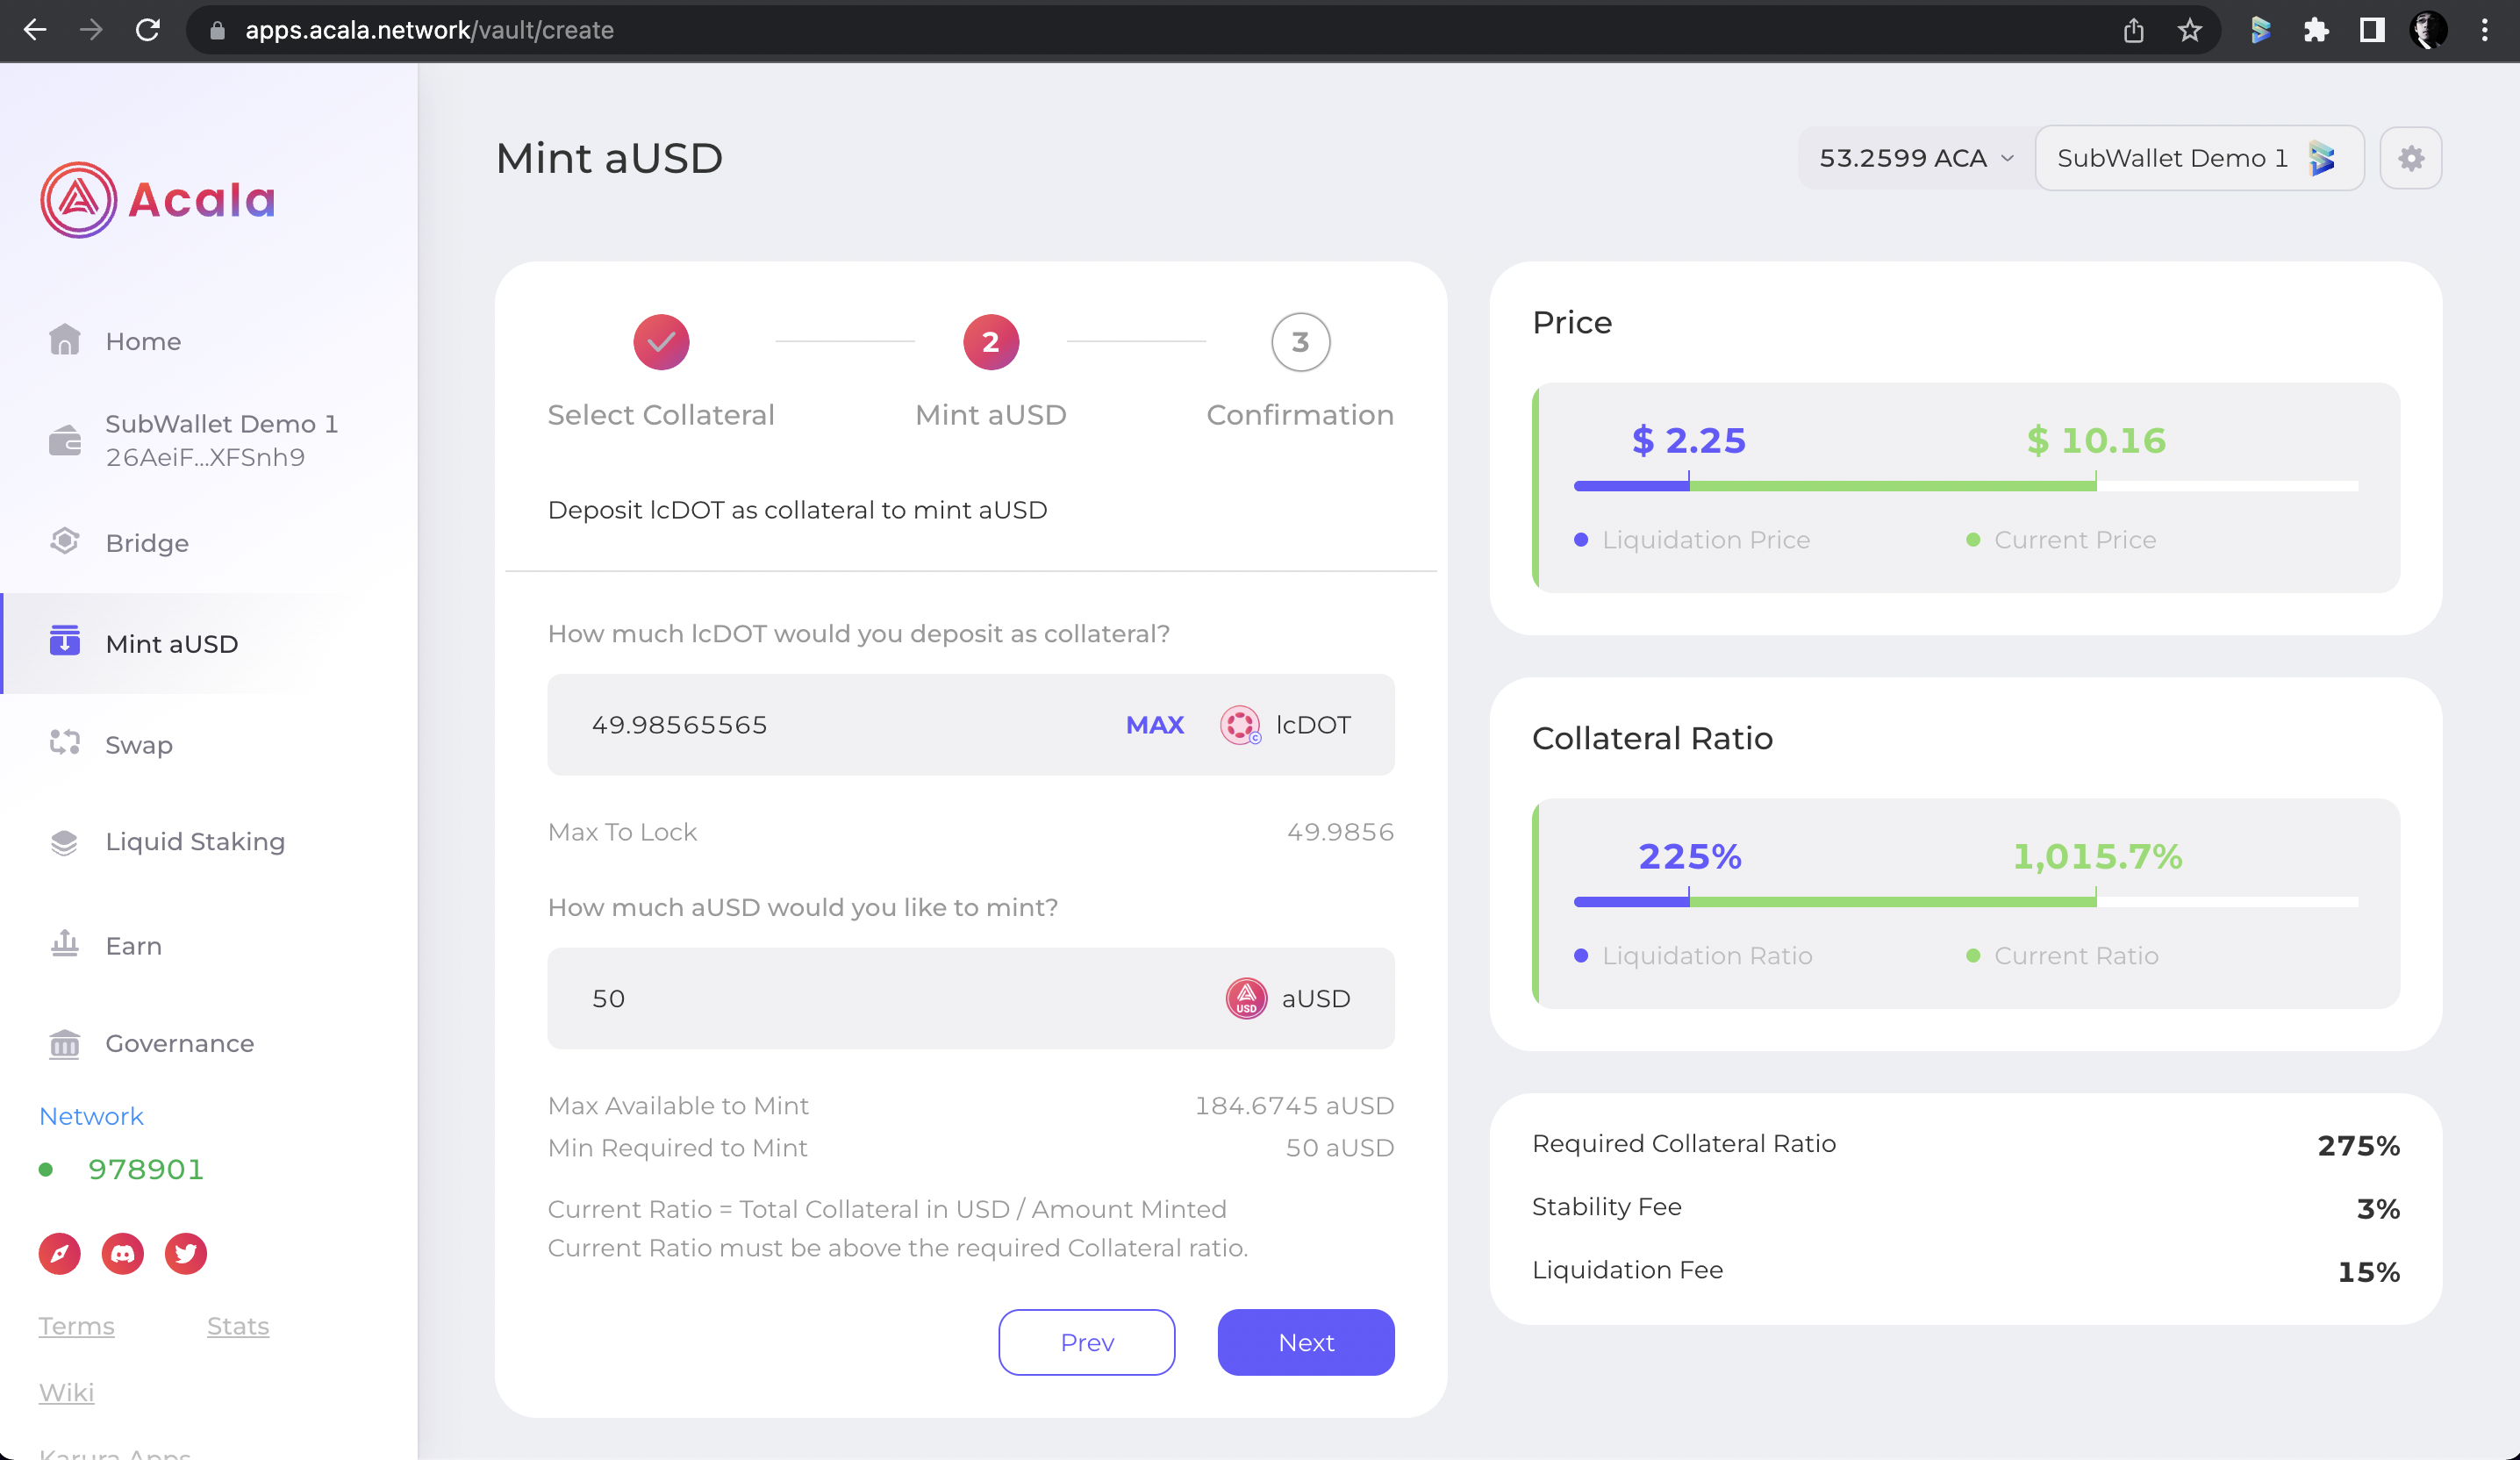 apps.acala.network/vault/create
Acala
Home
SubWallet Demo 1
26AeiF...XFSnh9
Bridge
Mint aUSD
Swap
Liquid Staking
Earn
Governance
Network
978901
Terms
Stats
Wiki
Karura Apps
Mint aUSD
53.2599 ACA
SubWallet Demo 1
2
3
Select Collateral
Mint aUSD
Confirmation
Deposit lcDOT as collateral to mint aUSD
How much lcDOT would you deposit as collateral?
49.98565565
MAX
lcDOT
Max To Lock
49.9856
How much aUSD would you like to mint?
50
USD
aUSD
Max Available to Mint
184.6745 aUSD
Min Required to Mint
50 aUSD
Current Ratio = Total Collateral in USD / Amount Minted
Current Ratio must be above the required Collateral ratio.
Prev
Next
Price
$ 2.25
$ 10.16
Liquidation Price
Current Price
Collateral Ratio
225%
1,015.7%
Liquidation Ratio
Current Ratio
Required Collateral Ratio
275%
Stability Fee
3%
Liquidation Fee
15%